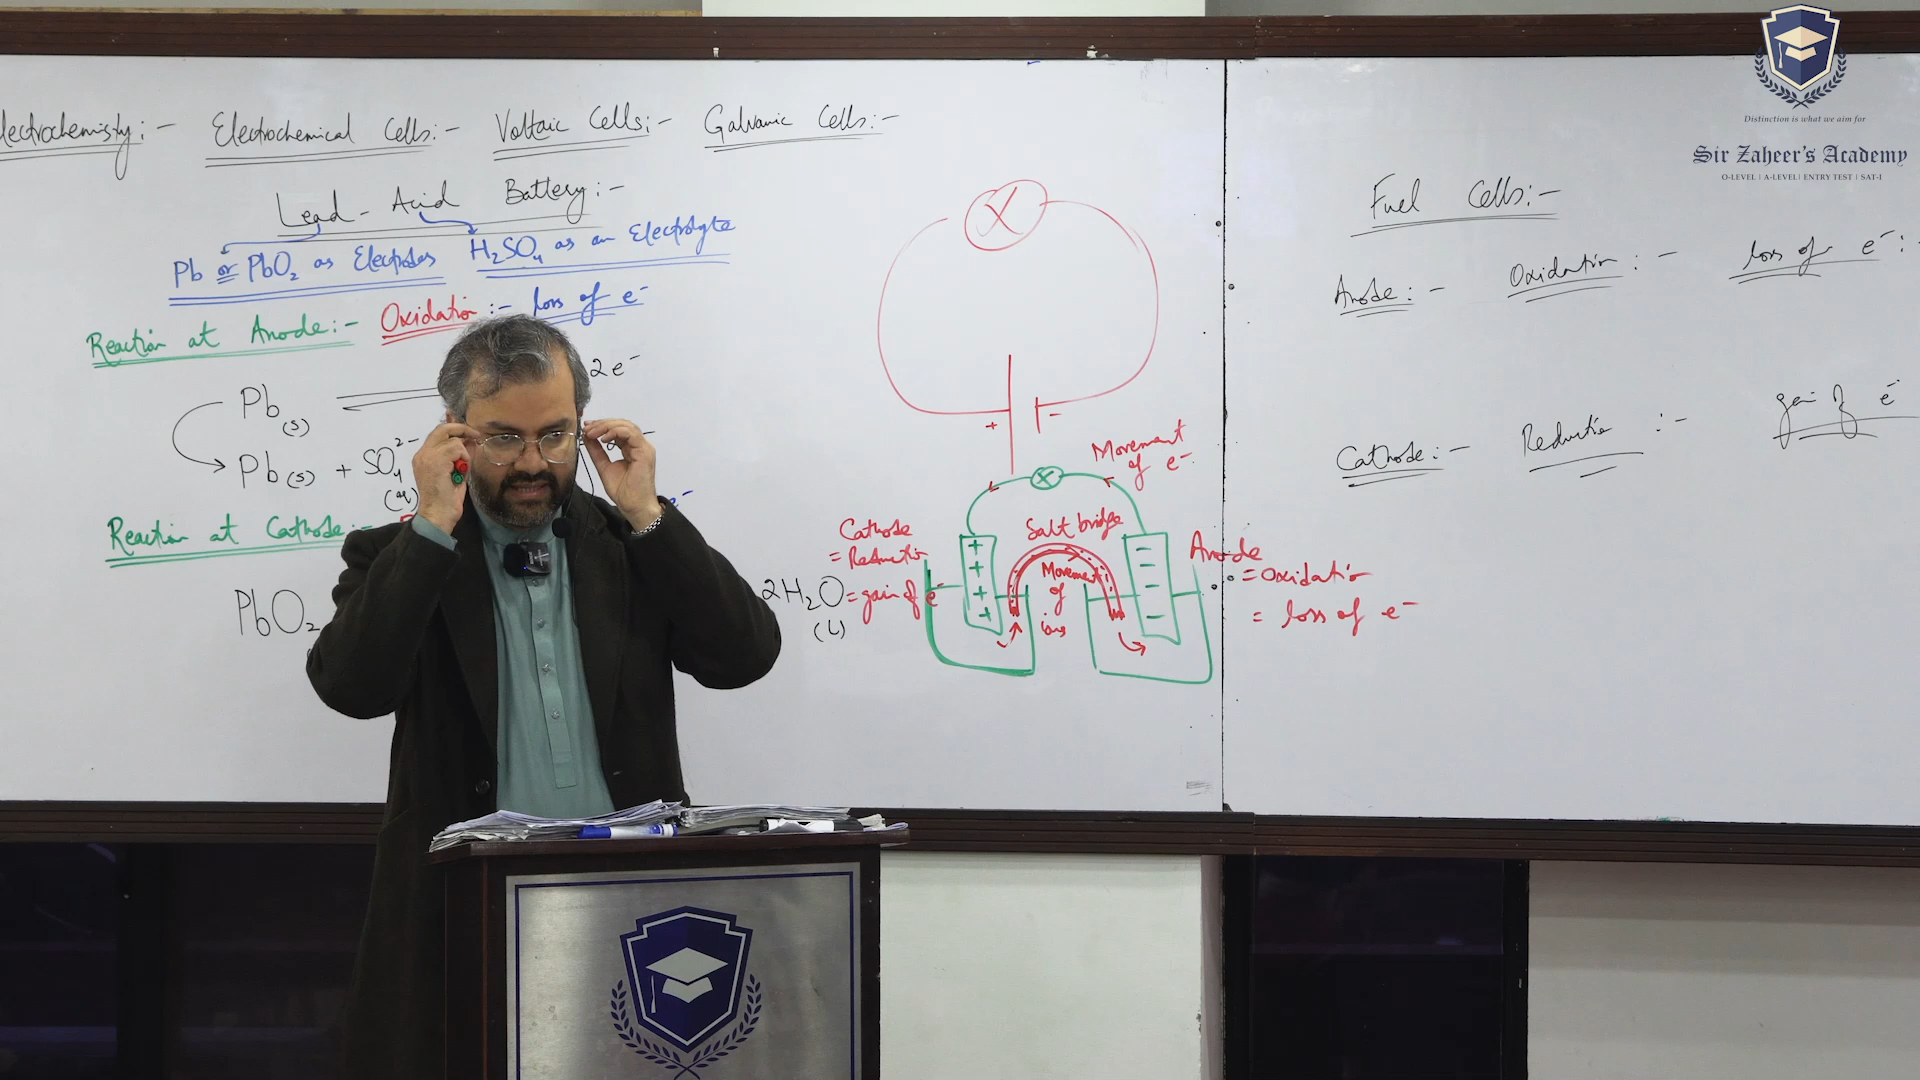 lectrochemisty:- Electrochemical Cells:- Voltaic Cells:- Galvanic Cells:-
Lead - Acid Battery:-
Pb or PbO2 as Electrodes H2SO4 as an Electrolyte
Reaction at Anode:- Oxidation:- loss of e-
2e-
Pb(s)
Pb(s) + SO4 2- (aq)
Reaction at Cathode:-
e-
PbO2
2H2O (l)
X
+ -
Movement of e-
X
Cathode
= Reduction
= gain of e-
Salt bridge
Movement of ions
+ + + +
- - - -
Anode
= Oxidation
= loss of e-
Fuel Cells:-
Anode:- Oxidation:- loss of e-:
Cathode:- Reduction:- gain of e-
Distinction is what we aim for
Sir Zaheer's Academy
O-LEVEL | A-LEVEL | ENTRY TEST | SAT-I